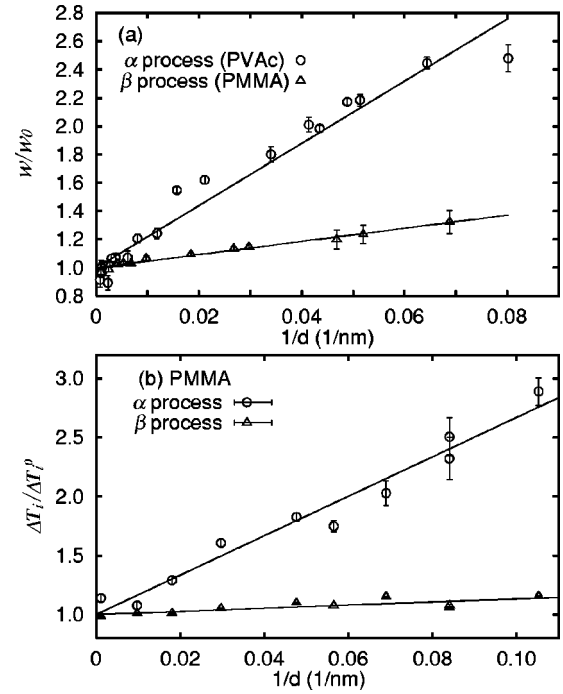 2.8
(a)
2.6
α process (PVAc)
2.4
β process (PMMA)
2.2
2.0
w/w0
1.8
1.6
1.4
1.2
1.0
0.8
0 0.02 0.04 0.06 0.08
1/d (1/nm)
3.0
(b) PMMA
α process
β process
2.5
ΔTi/ΔTip
2.0
1.5
1.0
0 0.02 0.04 0.06 0.08 0.10
1/d (1/nm)